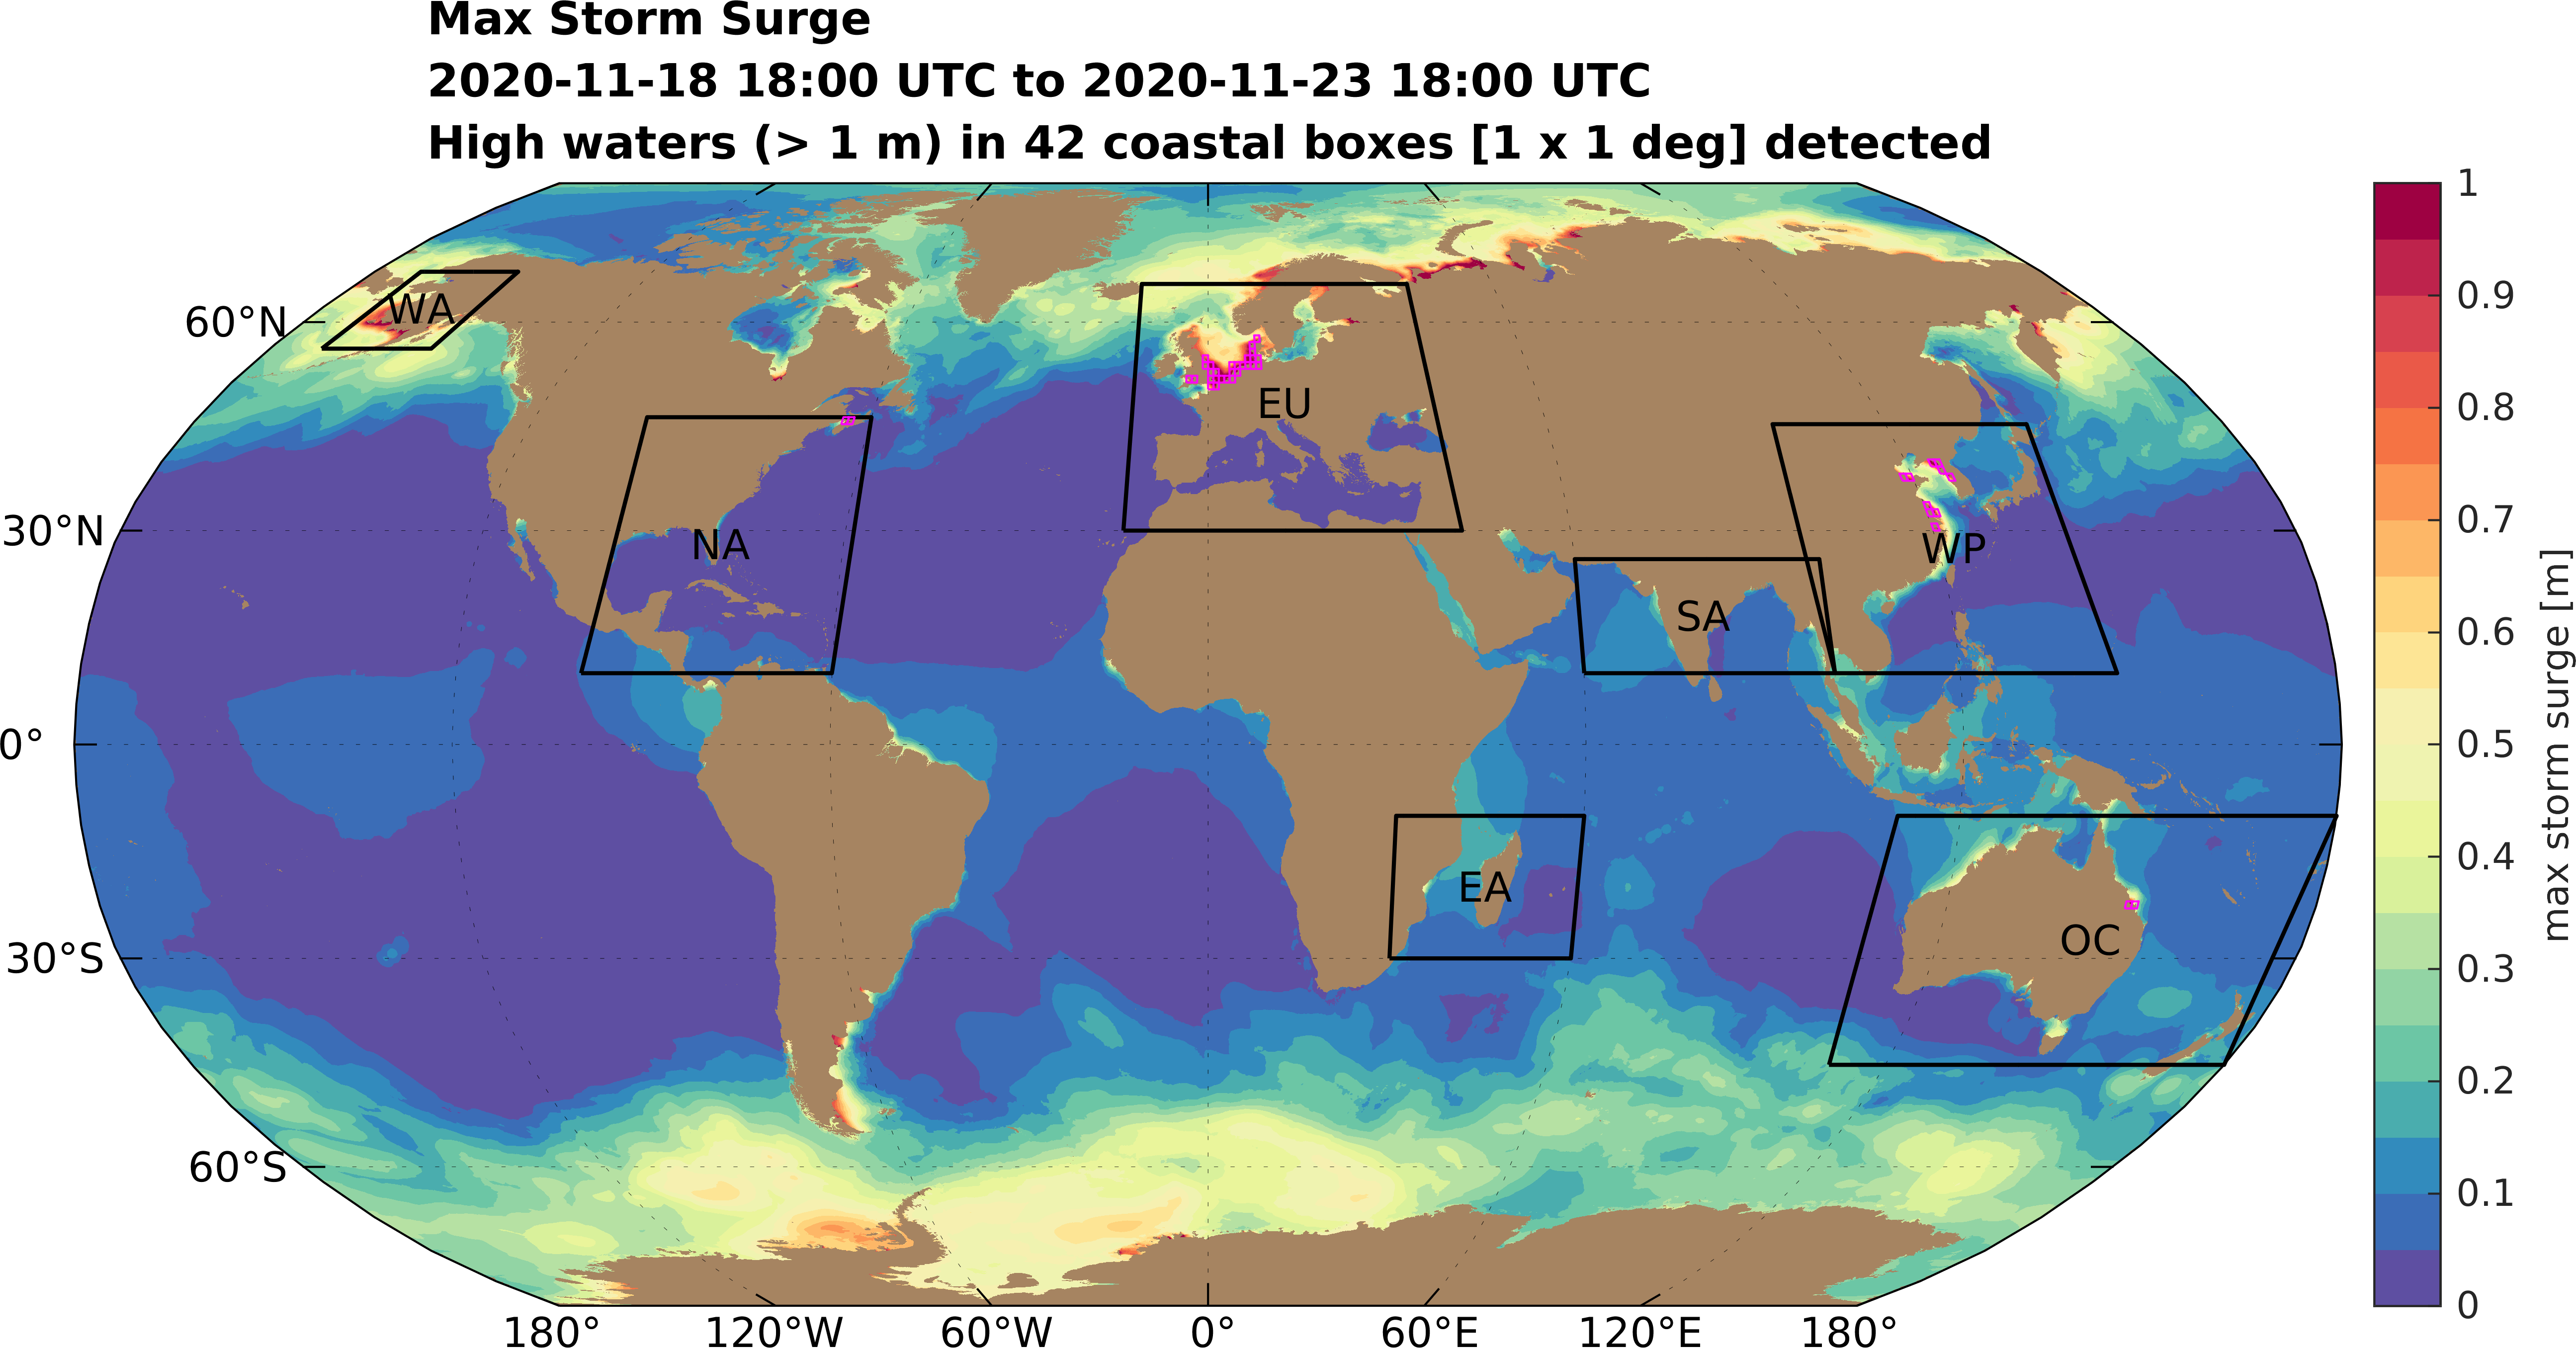 Max Storm Surge
2020-11-18 18:00 UTC to 2020-11-23 18:00 UTC
High waters (> 1 m) in 42 coastal boxes [1 x 1 deg] detected
60°N
30°N
0°
30°S
60°S
180°
120°W
60°W
0°
60°E
120°E
180°
WA
EU
NA
WP
SA
EA
OC
1
0.9
0.8
0.7
0.6
0.5
0.4
0.3
0.2
0.1
0
max storm surge [m]